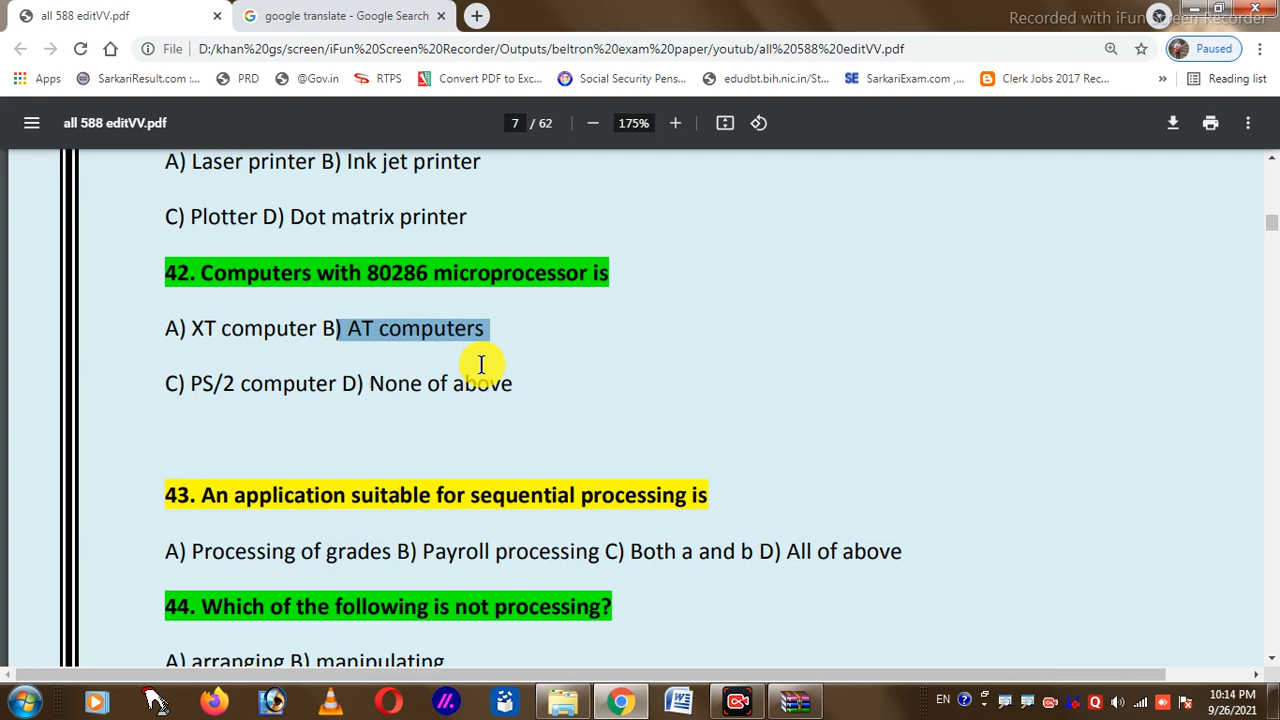 all 588 editVV.pdf
google translate - Google Search
Recorded with iFun Screen Recorder
File
D:/khan%20gs/screen/iFun%20Screen%20Recorder/Outputs/beltron%20exam%20paper/youtub/all%20588%20editVV.pdf
Paused
Apps
SarkariResult.com :...
PRD
@Gov.in
RTPS
Convert PDF to Exc...
Social Security Pens...
edudbt.bih.nic.in/St...
SarkariExam.com ,...
Clerk Jobs 2017 Rec...
»
Reading list
all 588 editVV.pdf
7 / 62
175%
A) Laser printer B) Ink jet printer
C) Plotter D) Dot matrix printer
42. Computers with 80286 microprocessor is
A) XT computer B) AT computers
C) PS/2 computer D) None of above
43. An application suitable for sequential processing is
A) Processing of grades B) Payroll processing C) Both a and b D) All of above
44. Which of the following is not processing?
A) arranging B) manipulating
EN
10:14 PM
9/26/2021